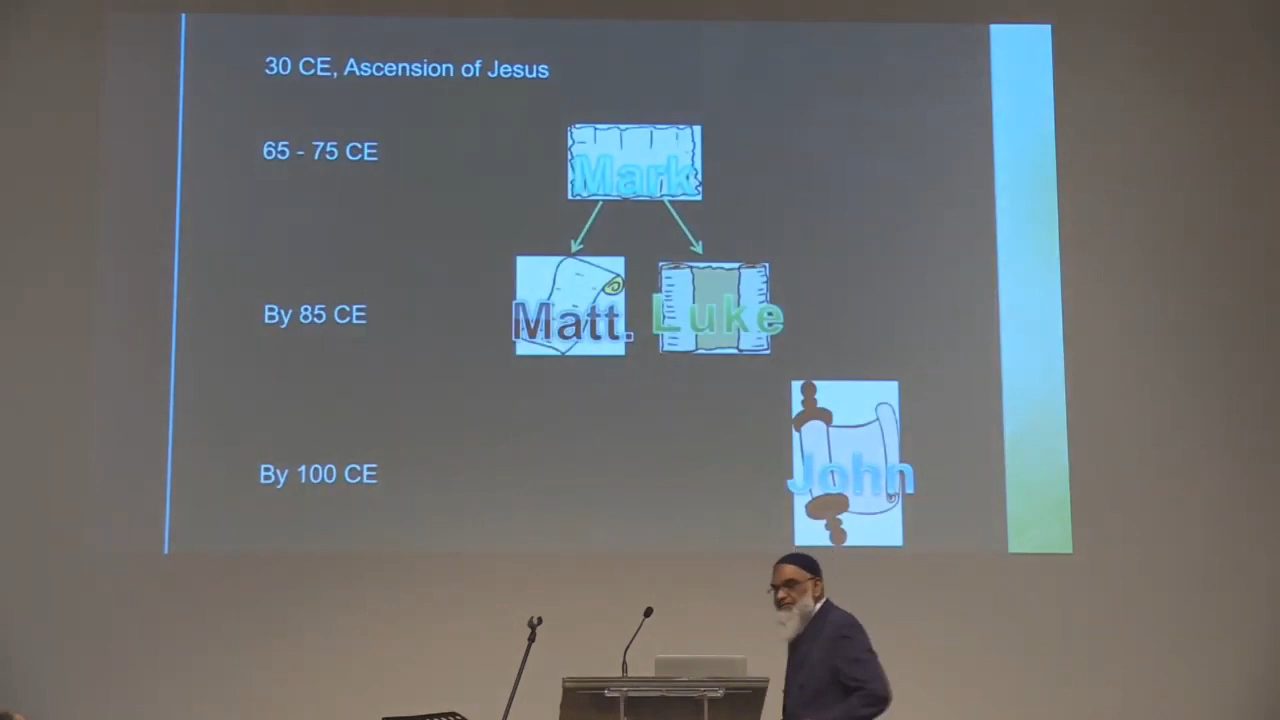 30 CE, Ascension of Jesus
65 - 75 CE
Mark
By 85 CE
Matt.
Luke
By 100 CE
John